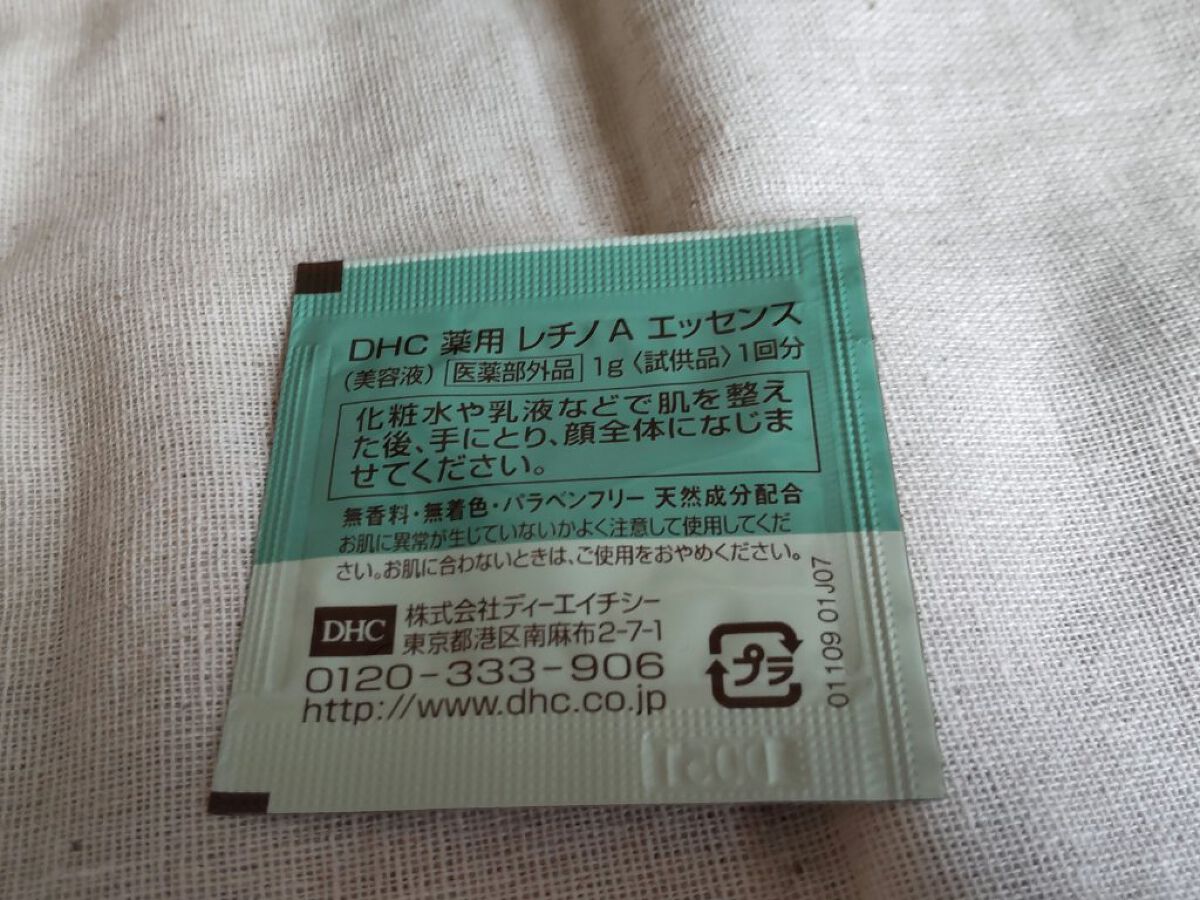 DHC 薬用 レチノA エッセンス
(美容液) 医薬部外品 1g〈試供品〉1回分
化粧水や乳液などで肌を整え
た後、手にとり、顔全体になじま
せてください。
無香料・無着色・パラベンフリー 天然成分配合
お肌に異常が生じていないかよく注意して使用してくだ
さい。お肌に合わないときは、ご使用をおやめください。
DHC 株式会社ディーエイチシー
東京都港区南麻布2-7-1
0120-333-906
http://www.dhc.co.jp
プラ
01109 01J07